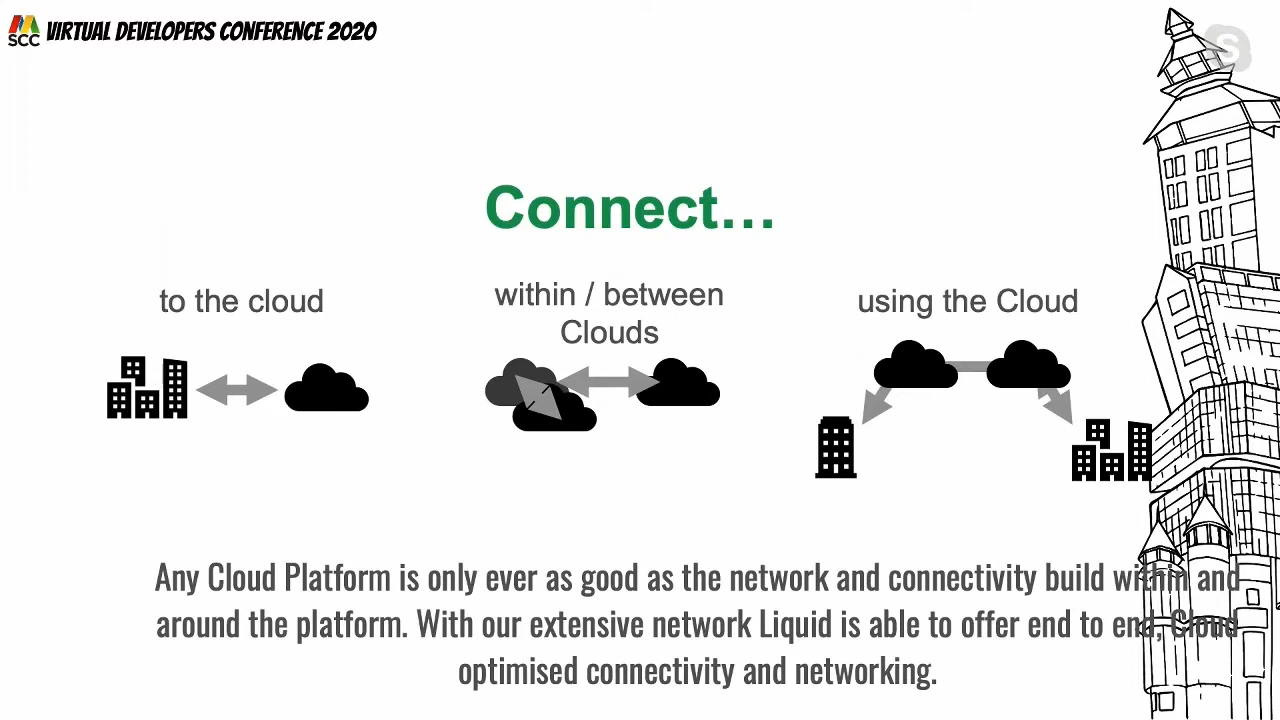 SCC VIRTUAL DEVELOPERS CONFERENCE 2020
S
Connect...
to the cloud
within / between
Clouds
using the Cloud
Any Cloud Platform is only ever as good as the network and connectivity build within and
around the platform. With our extensive network Liquid is able to offer end to end, Cloud
optimised connectivity and networking.